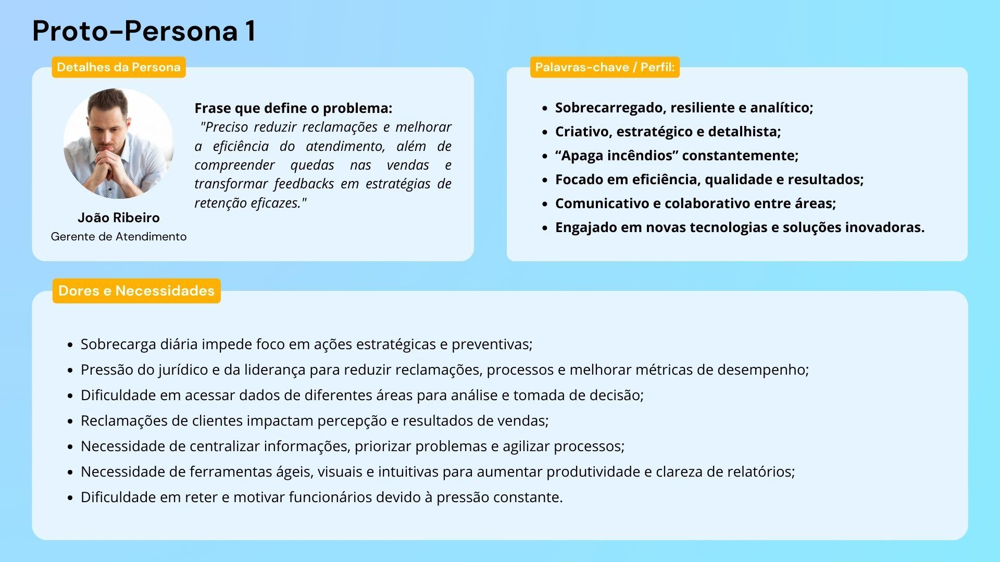 Proto-Persona 1
Detalhes da Persona
Frase que define o problema:
"Preciso reduzir reclamações e melhorar
a eficiência do atendimento, além de
compreender quedas nas vendas e
transformar feedbacks em estratégias de
retenção eficazes."
João Ribeiro
Gerente de Atendimento
Palavras-chave / Perfil:
• Sobrecarregado, resiliente e analítico;
• Criativo, estratégico e detalhista;
• “Apaga incêndios” constantemente;
• Focado em eficiência, qualidade e resultados;
• Comunicativo e colaborativo entre áreas;
• Engajado em novas tecnologias e soluções inovadoras.
Dores e Necessidades
• Sobrecarga diária impede foco em ações estratégicas e preventivas;
• Pressão do jurídico e da liderança para reduzir reclamações, processos e melhorar métricas de desempenho;
• Dificuldade em acessar dados de diferentes áreas para análise e tomada de decisão;
• Reclamações de clientes impactam percepção e resultados de vendas;
• Necessidade de centralizar informações, priorizar problemas e agilizar processos;
• Necessidade de ferramentas ágeis, visuais e intuitivas para aumentar produtividade e clareza de relatórios;
• Dificuldade em reter e motivar funcionários devido à pressão constante.